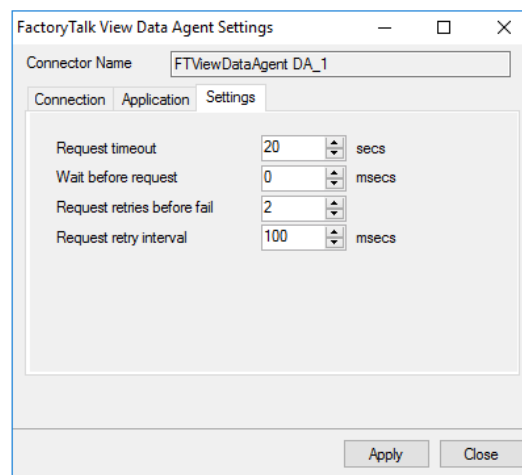 FactoryTalk View Data Agent Settings
Connector Name FTViewDataAgent DA_1
Connection Application Settings
Request timeout 20 secs
Wait before request 0 msecs
Request retries before fail 2
Request retry interval 100 msecs
Apply Close